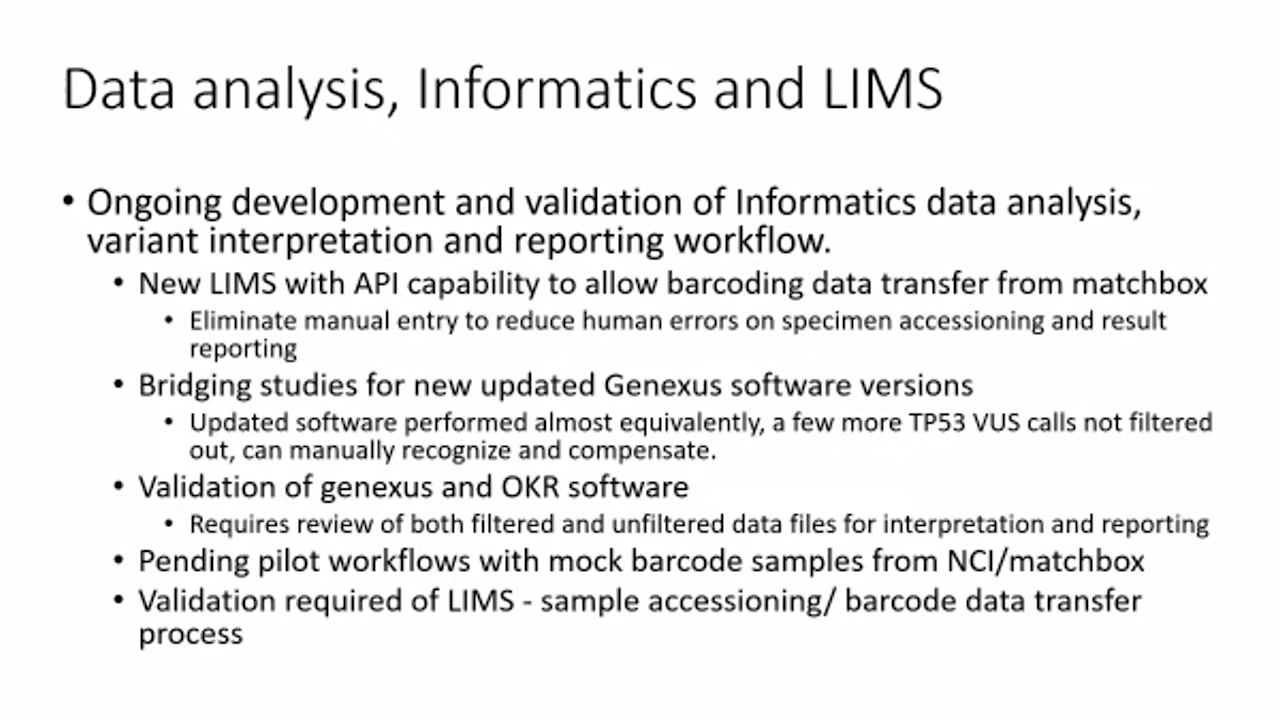 Data analysis, Informatics and LIMS
• Ongoing development and validation of Informatics data analysis,
variant interpretation and reporting workflow.
• New LIMS with API capability to allow barcoding data transfer from matchbox
• Eliminate manual entry to reduce human errors on specimen accessioning and result
reporting
• Bridging studies for new updated Genexus software versions
• Updated software performed almost equivalently, a few more TP53 VUS calls not filtered
out, can manually recognize and compensate.
• Validation of genexus and OKR software
• Requires review of both filtered and unfiltered data files for interpretation and reporting
• Pending pilot workflows with mock barcode samples from NCI/matchbox
• Validation required of LIMS - sample accessioning/ barcode data transfer
process